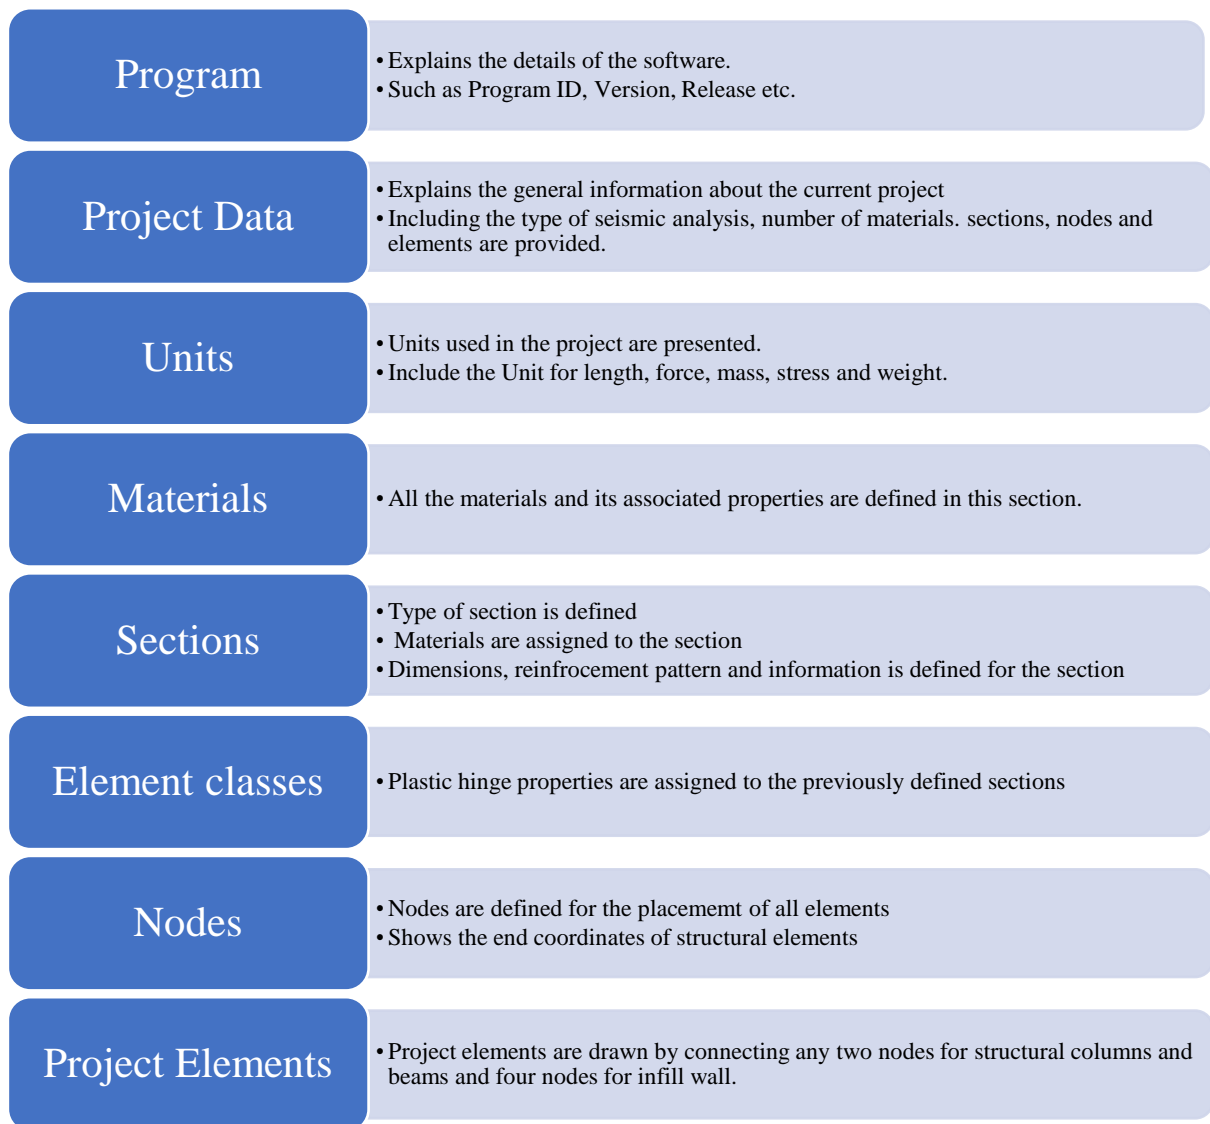 Program
• Explains the details of the software.
• Such as Program ID, Version, Release etc.
Project Data
• Explains the general information about the current project
• Including the type of seismic analysis, number of materials. sections, nodes and
elements are provided.
Units
• Units used in the project are presented.
• Include the Unit for length, force, mass, stress and weight.
Materials
• All the materials and its associated properties are defined in this section.
Sections
• Type of section is defined
• Materials are assigned to the section
• Dimensions, reinfrocement pattern and information is defined for the section
Element classes
• Plastic hinge properties are assigned to the previously defined sections
Nodes
• Nodes are defined for the placememt of all elements
• Shows the end coordinates of structural elements
Project Elements
• Project elements are drawn by connecting any two nodes for structural columns and
beams and four nodes for infill wall.